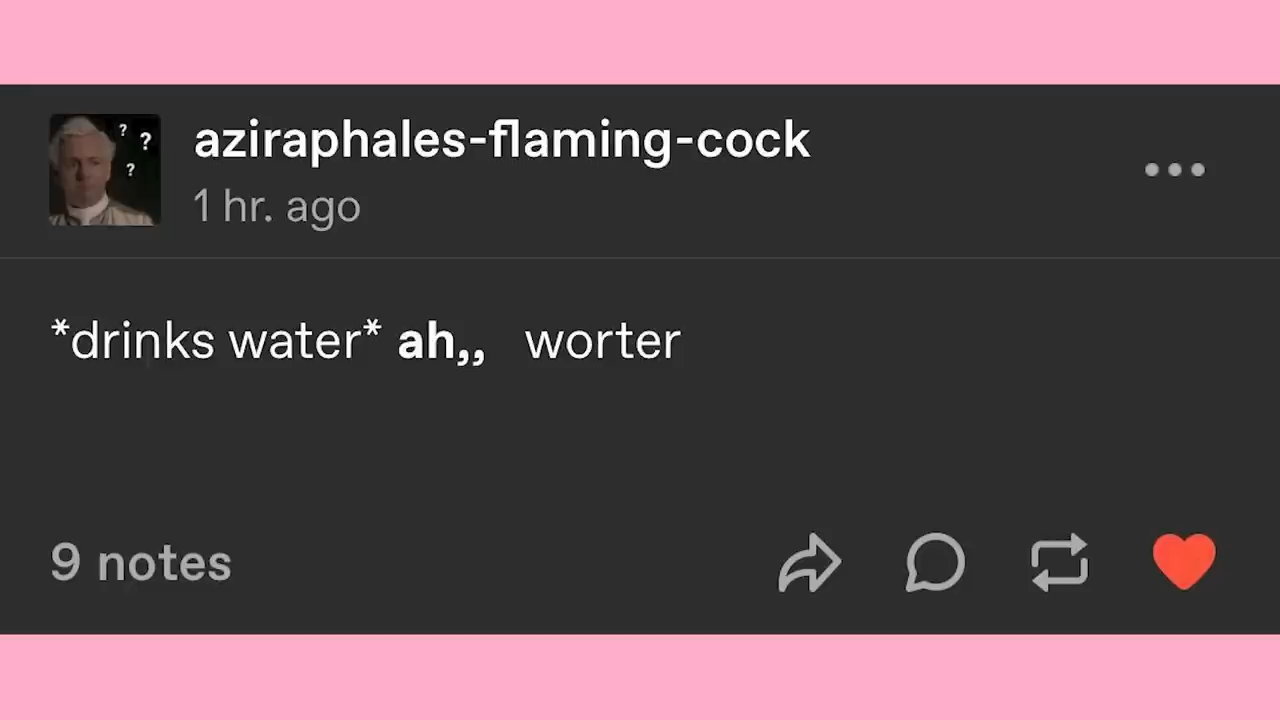 ? ? ?
aziraphales-flaming-cock
1 hr. ago
*drinks water* ah,, worter
9 notes